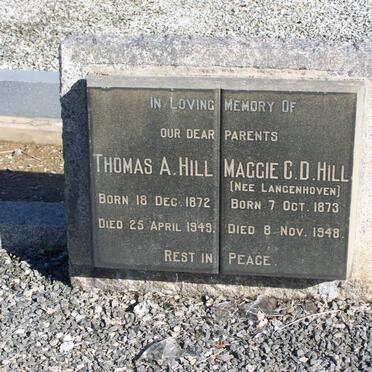 IN LOVING MEMORY OF
OUR DEAR PARENTS
THOMAS A. HILL
BORN 18 DEC. 1872
DIED 25 APRIL 1949.
MAGGIE C.D. HILL
(NEE LANGENHOVEN)
BORN 7 OCT. 1873
DIED 8 NOV. 1948.
REST IN PEACE.